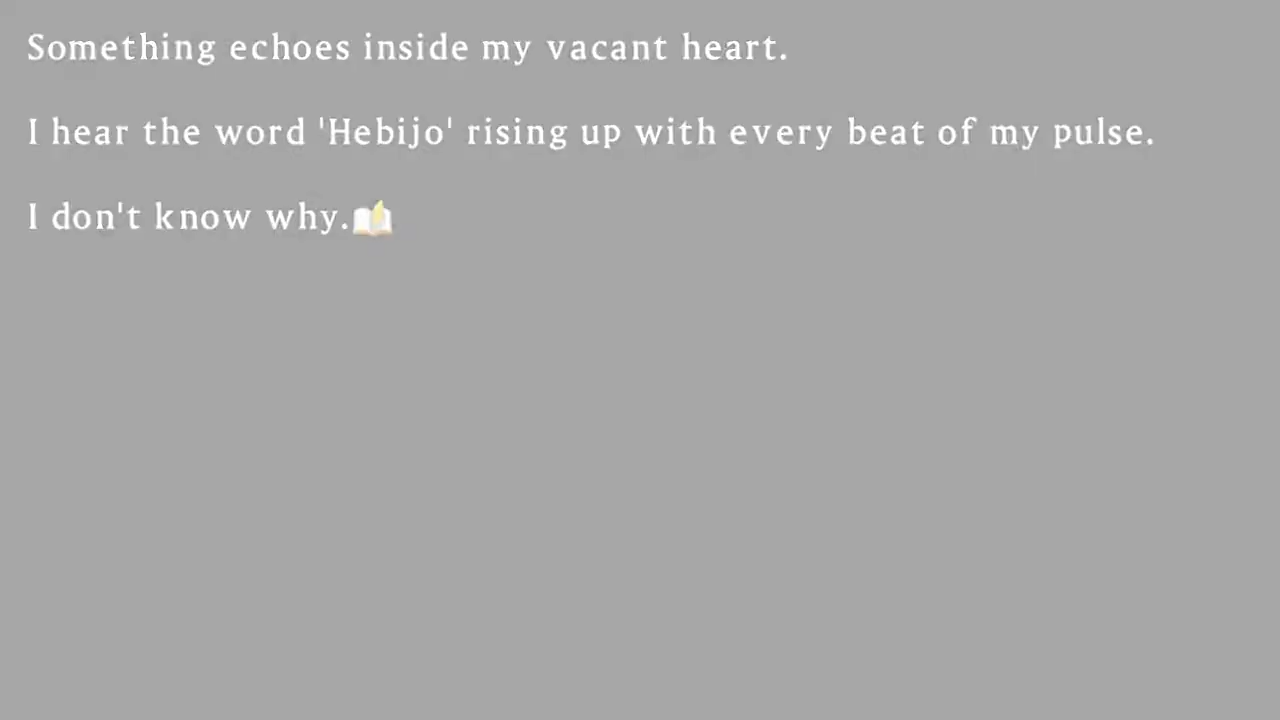 Something echoes inside my vacant heart.
I hear the word 'Hebijo' rising up with every beat of my pulse.
I don't know why.